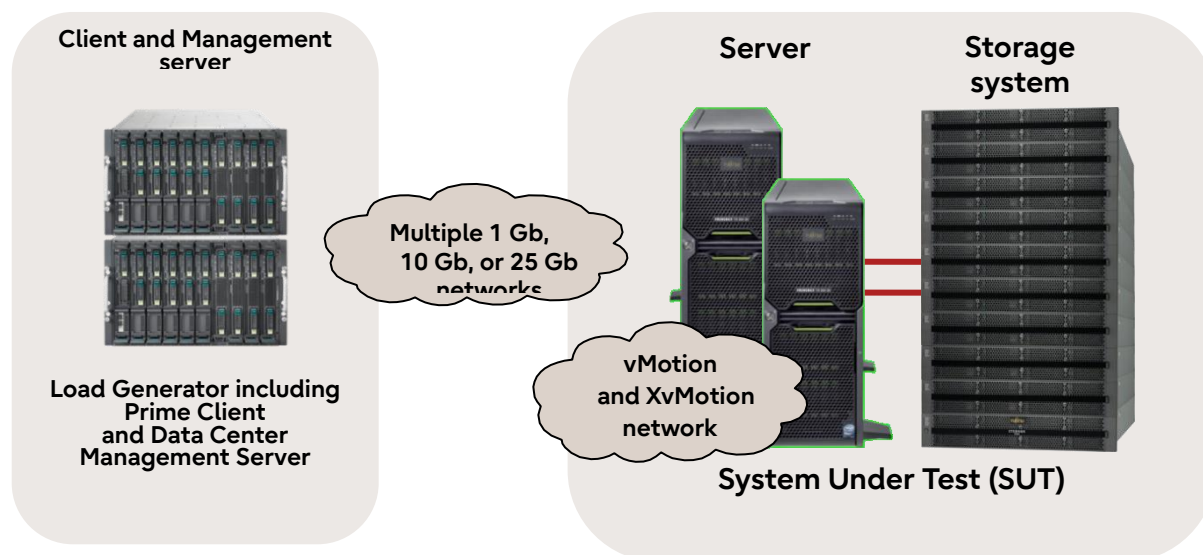 Client and Management
server
Load Generator including
Prime Client
and Data Center
Management Server
Multiple 1 Gb,
10 Gb, or 25 Gb
networks
Server
Storage
system
vMotion
and XvMotion
network
System Under Test (SUT)